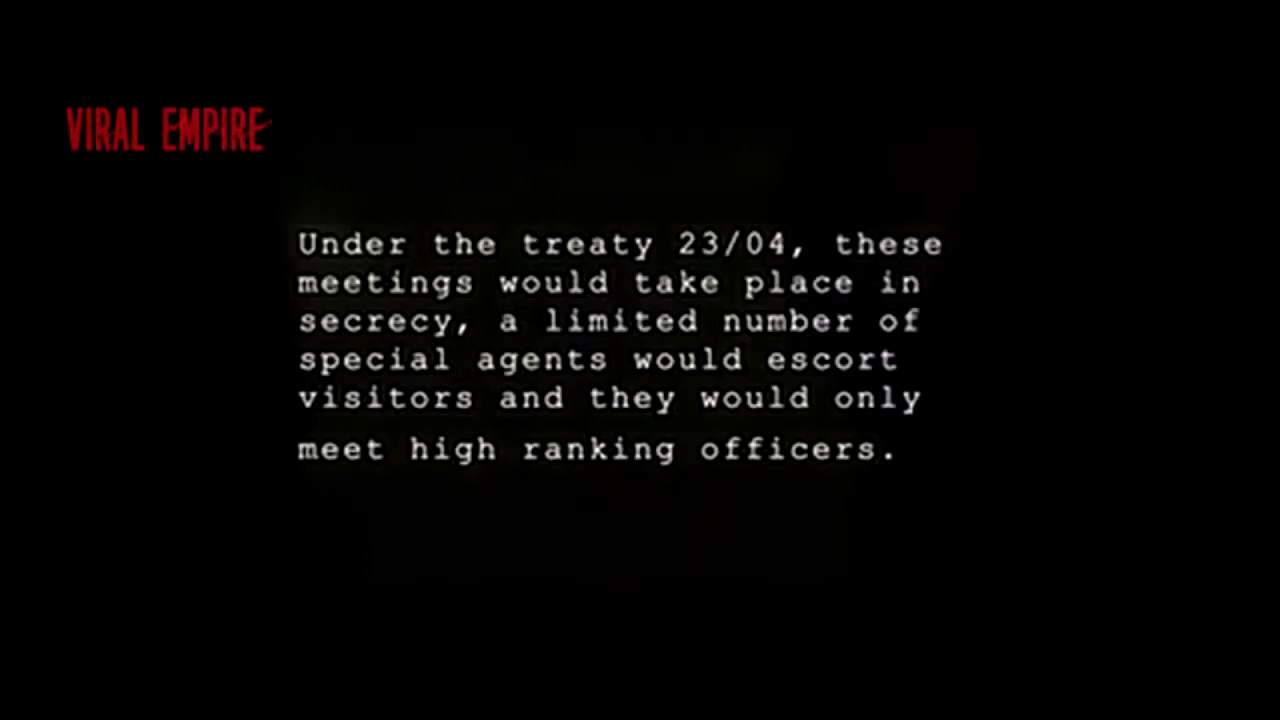 VIRAL EMPIRE
Under the treaty 23/04, these
meetings would take place in
secrecy, a limited number of
special agents would escort
visitors and they would only
meet high ranking officers.